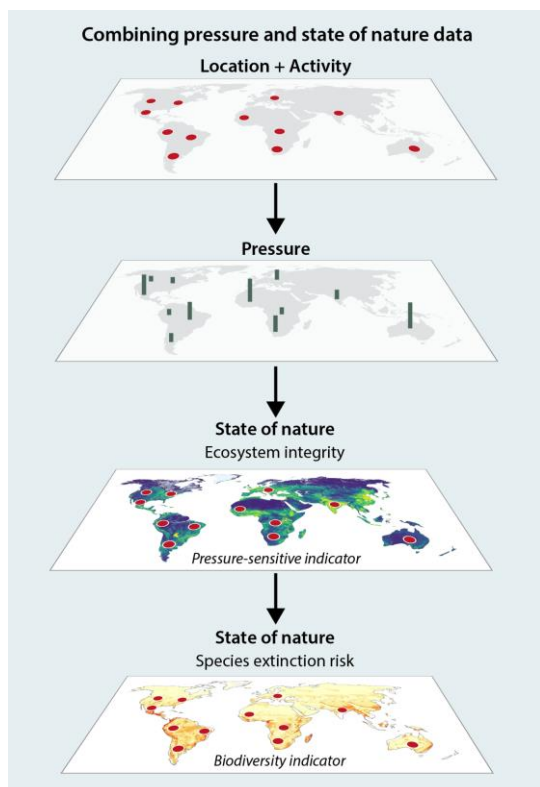 Combining pressure and state of nature data
Location + Activity
Pressure
State of nature
Ecosystem integrity
Pressure-sensitive indicator
State of nature
Species extinction risk
Biodiversity indicator